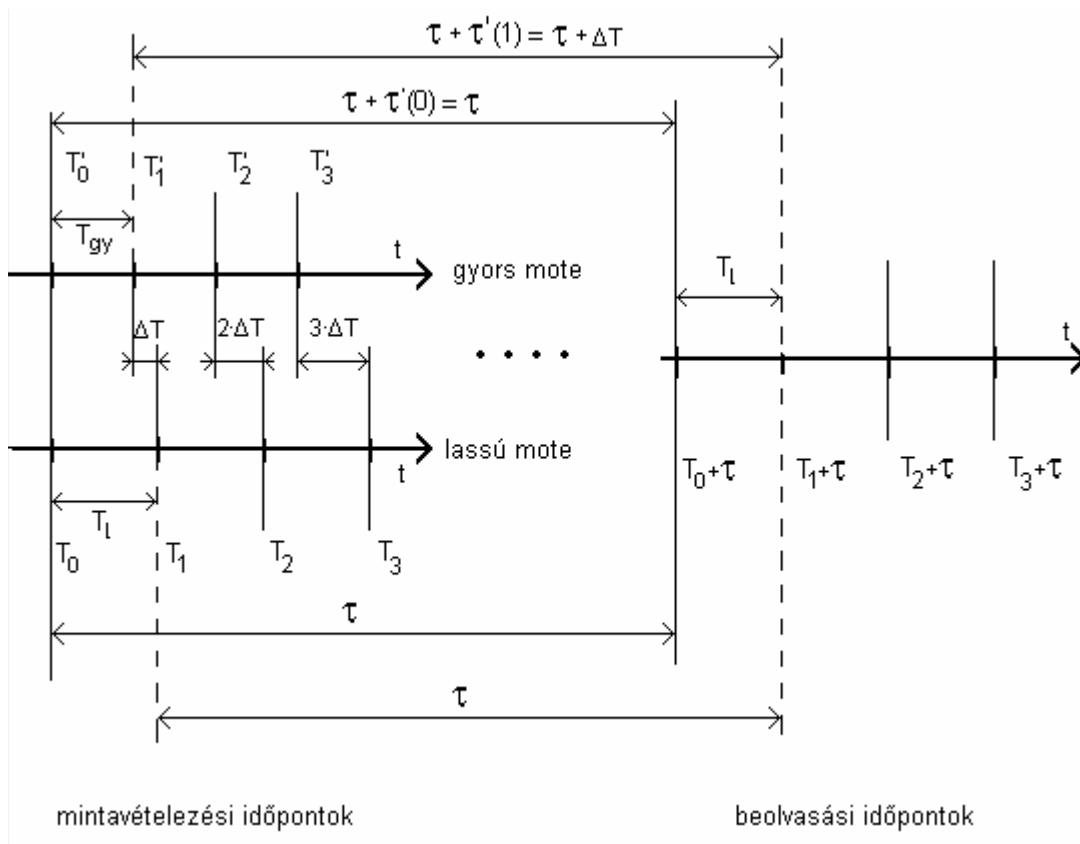 τ + τ'(1) = τ + ΔT
τ + τ'(0) = τ
T'0 T'1 T'2 T'3
Tgy
t
gyors mote
Tl
ΔT 2·ΔT 3·ΔT
t
lassú mote
t
T0+τ T1+τ T2+τ T3+τ
Tl
T0 T1 T2 T3
τ
τ
mintavételezési időpontok
beolvasási időpontok